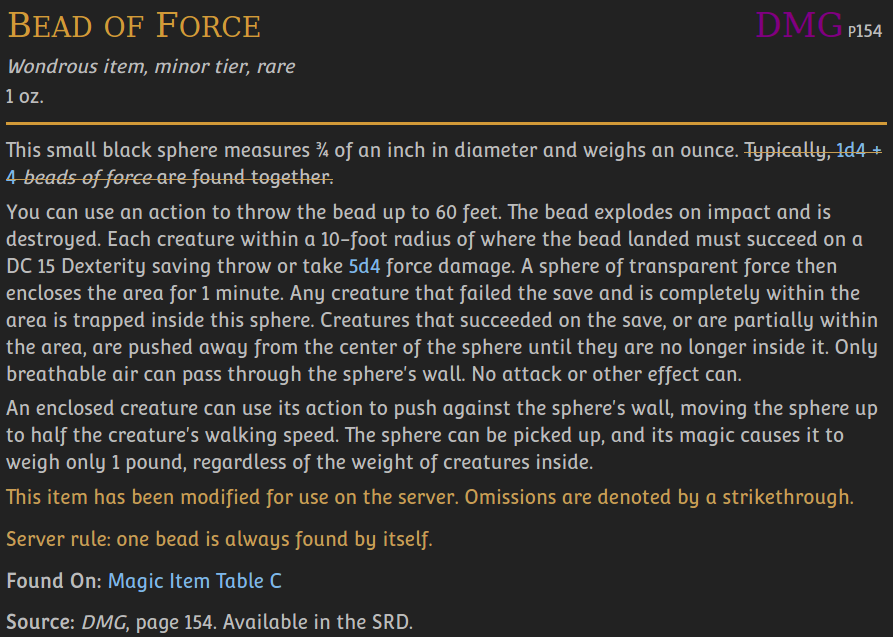 BEAD OF FORCE DMG P154
Wondrous item, minor tier, rare
1 oz.
This small black sphere measures ¾ of an inch in diameter and weighs an ounce. Typically, 1d4 +
4 beads of force are found together.
You can use an action to throw the bead up to 60 feet. The bead explodes on impact and is
destroyed. Each creature within a 10-foot radius of where the bead landed must succeed on a
DC 15 Dexterity saving throw or take 5d4 force damage. A sphere of transparent force then
encloses the area for 1 minute. Any creature that failed the save and is completely within the
area is trapped inside this sphere. Creatures that succeeded on the save, or are partially within
the area, are pushed away from the center of the sphere until they are no longer inside it. Only
breathable air can pass through the sphere's wall. No attack or other effect can.
An enclosed creature can use its action to push against the sphere's wall, moving the sphere up
to half the creature's walking speed. The sphere can be picked up, and its magic causes it to
weigh only 1 pound, regardless of the weight of creatures inside.
This item has been modified for use on the server. Omissions are denoted by a strikethrough.
Server rule: one bead is always found by itself.
Found On: Magic Item Table C
Source: DMG, page 154. Available in the SRD.